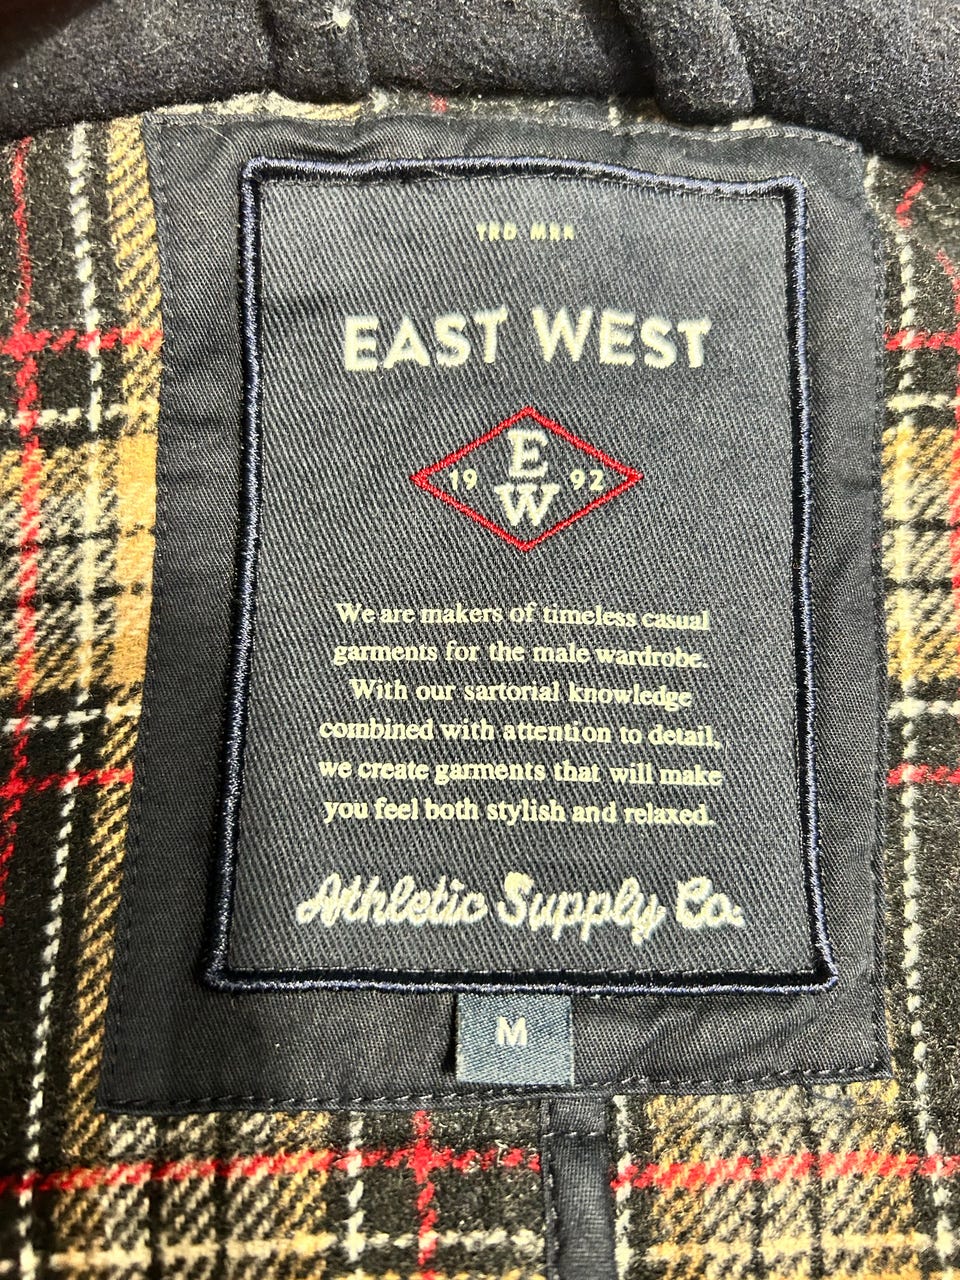 TRD MRK
EAST WEST
E
19 92
W
We are makers of timeless casual
garments for the male wardrobe.
With our sartorial knowledge
combined with attention to detail,
we create garments that will make
you feel both stylish and relaxed.
Athletic Supply Co.
M